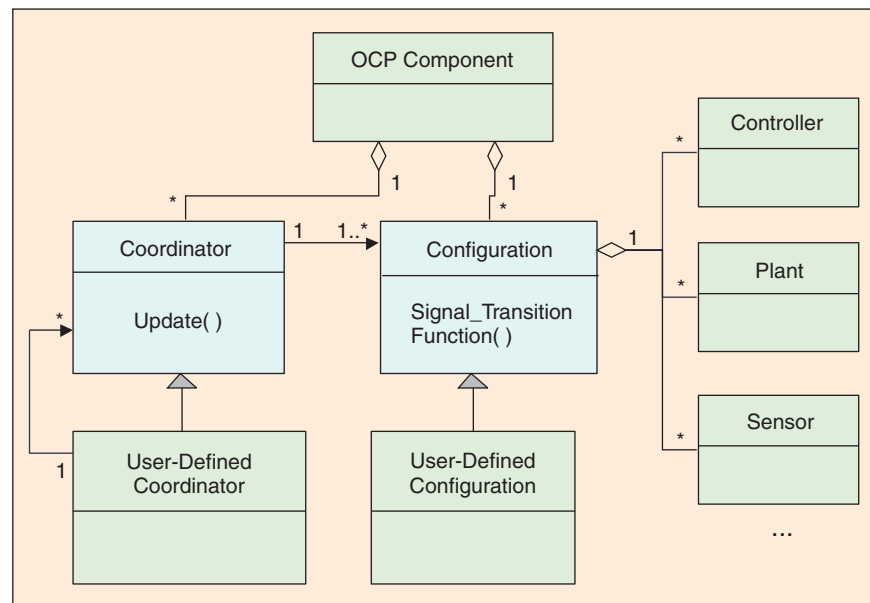 OCP Component
1
1
*
*
Controller
*
Coordinator
1
1..*
Configuration
1
Update( )
Signal_Transition
Function( )
*
Plant
*
Sensor
*
1
User-Defined
Coordinator
User-Defined
Configuration
...